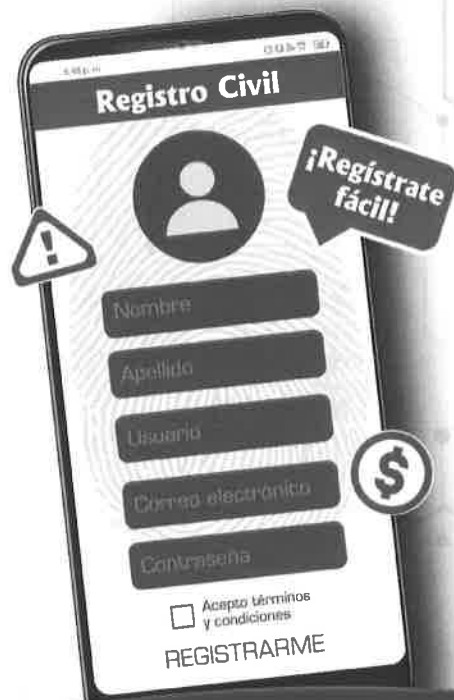 Registro Civil
¡Regístrate
fácil!
Nombre
Apellido
Usuario
Correo electrónico
Contraseña
Acepto términos
y condiciones
REGISTRARME
$